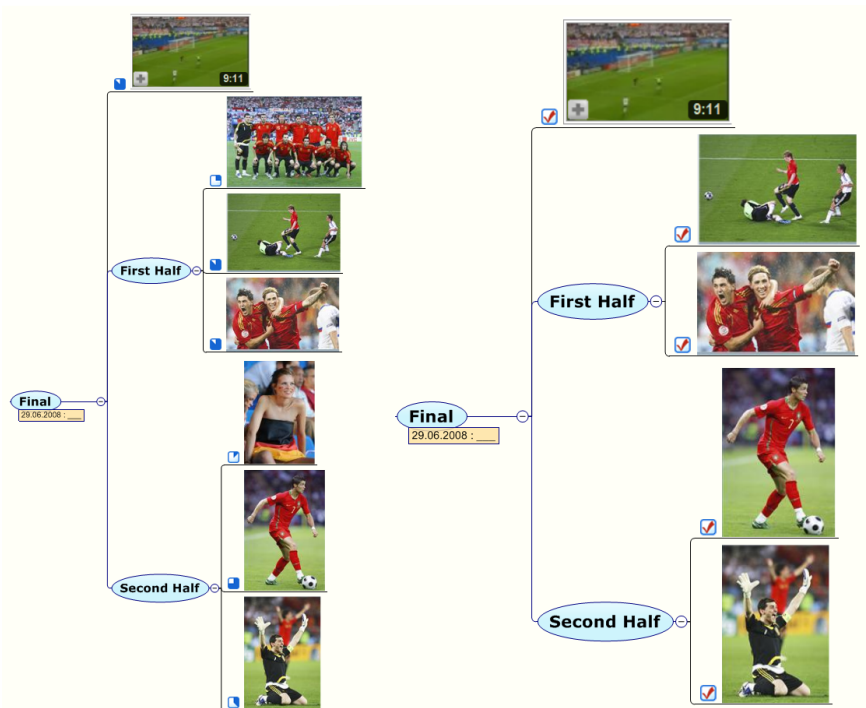 9:11
First Half
Final
29.06.2008 : ___
Second Half
9:11
First Half
Final
29.06.2008 : ___
7
Second Half